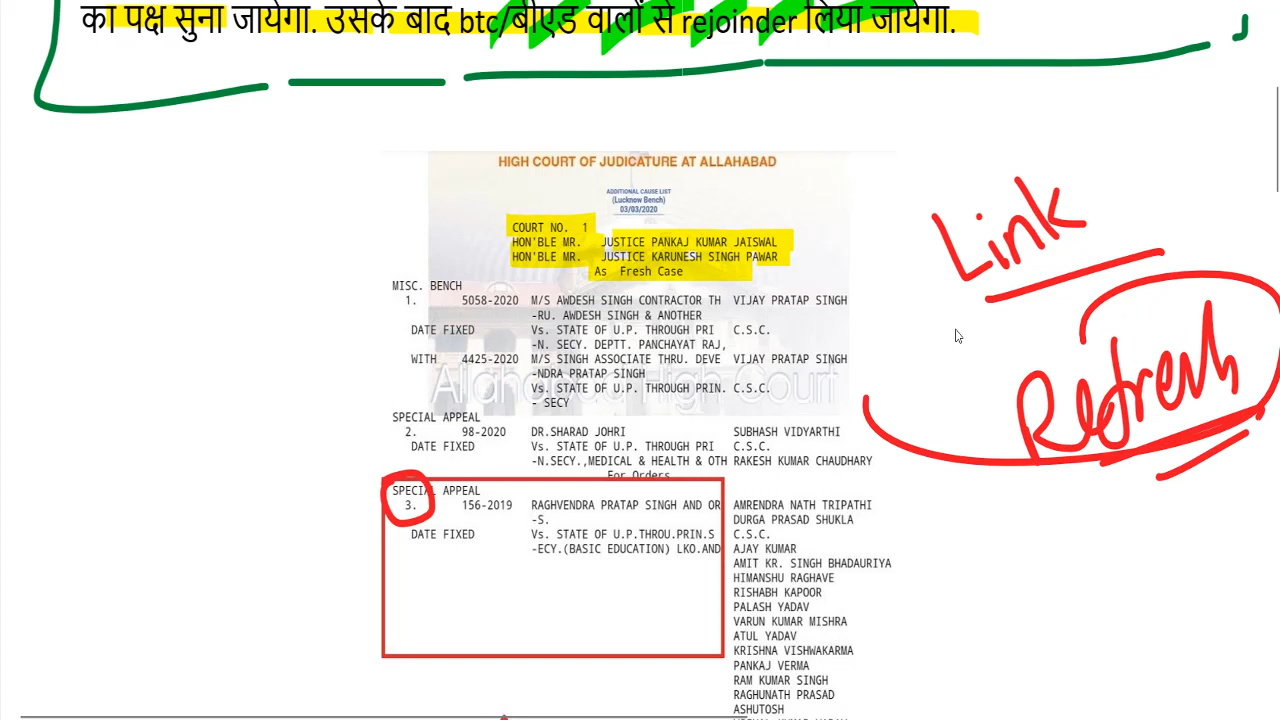 का पक्ष सुना जायेगा. उसके बाद btc/बीएड वालों से rejoinder लिया जायेगा.
HIGH COURT OF JUDICATURE AT ALLAHABAD
ADDITIONAL CAUSE LIST
(Lucknow Bench)
03/03/2020
COURT NO. 1
HON'BLE MR. JUSTICE PANKAJ KUMAR JAISWAL
HON'BLE MR. JUSTICE KARUNESH SINGH PAWAR
As Fresh Case
MISC. BENCH
1. 5058-2020 M/S AWDESH SINGH CONTRACTOR TH VIJAY PRATAP SINGH
-RU. AWDESH SINGH & ANOTHER
DATE FIXED Vs. STATE OF U.P. THROUGH PRI C.S.C.
-N. SECY. DEPTT. PANCHAYAT RAJ,
WITH 4425-2020 M/S SINGH ASSOCIATE THRU. DEVE VIJAY PRATAP SINGH
-NDRA PRATAP SINGH
Vs. STATE OF U.P. THROUGH PRIN. C.S.C.
- SECY
Allahabad High Court
SPECIAL APPEAL
2. 98-2020 DR.SHARAD JOHRI SUBHASH VIDYARTHI
DATE FIXED Vs. STATE OF U.P. THROUGH PRI C.S.C.
-N.SECY.,MEDICAL & HEALTH & OTH RAKESH KUMAR CHAUDHARY
For Orders
SPECIAL APPEAL
3. 156-2019 RAGHVENDRA PRATAP SINGH AND OR AMRENDRA NATH TRIPATHI
-S. DURGA PRASAD SHUKLA
DATE FIXED Vs. STATE OF U.P.THROU.PRIN.S C.S.C.
-ECY.(BASIC EDUCATION) LKO.AND AJAY KUMAR
AMIT KR. SINGH BHADAURIYA
HIMANSHU RAGHAVE
RISHABH KAPOOR
PALASH YADAV
VARUN KUMAR MISHRA
ATUL YADAV
KRISHNA VISHWAKARMA
PANKAJ VERMA
RAM KUMAR SINGH
RAGHUNATH PRASAD
ASHUTOSH
Link
Refresh